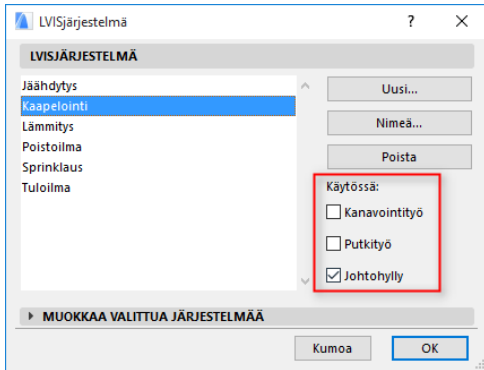 LVISjärjestelmä
?
LVISJÄRJESTELMÄ
Jäähdytys
Kaapelointi
Lämmitys
Poistoilma
Sprinklaus
Tuloilma
Uusi...
Nimeä...
Poista
Käytössä:
Kanavointityö
Putkityö
Johtohylly
MUOKKAA VALITTUA JÄRJESTELMÄÄ
Kumoa
OK